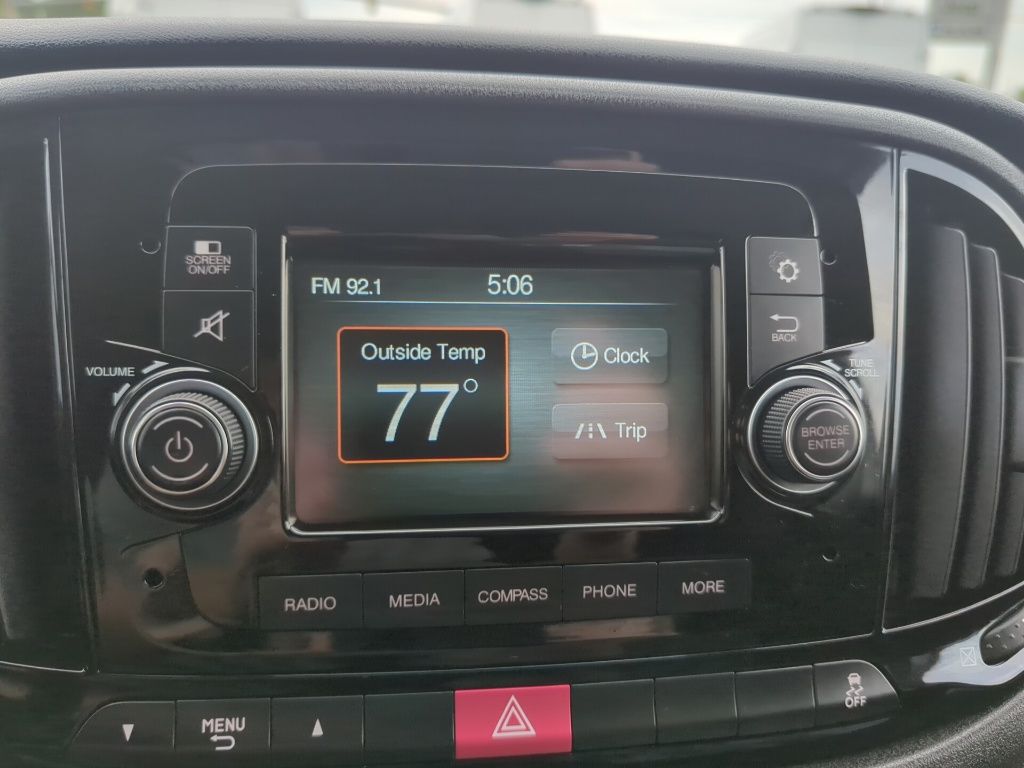 SCREEN
ON/OFF
FM 92.1
5:06
Outside Temp
77°
Clock
Trip
BACK
VOLUME
TUNE
SCROLL
BROWSE
ENTER
RADIO
MEDIA
COMPASS
PHONE
MORE
MENU
OFF